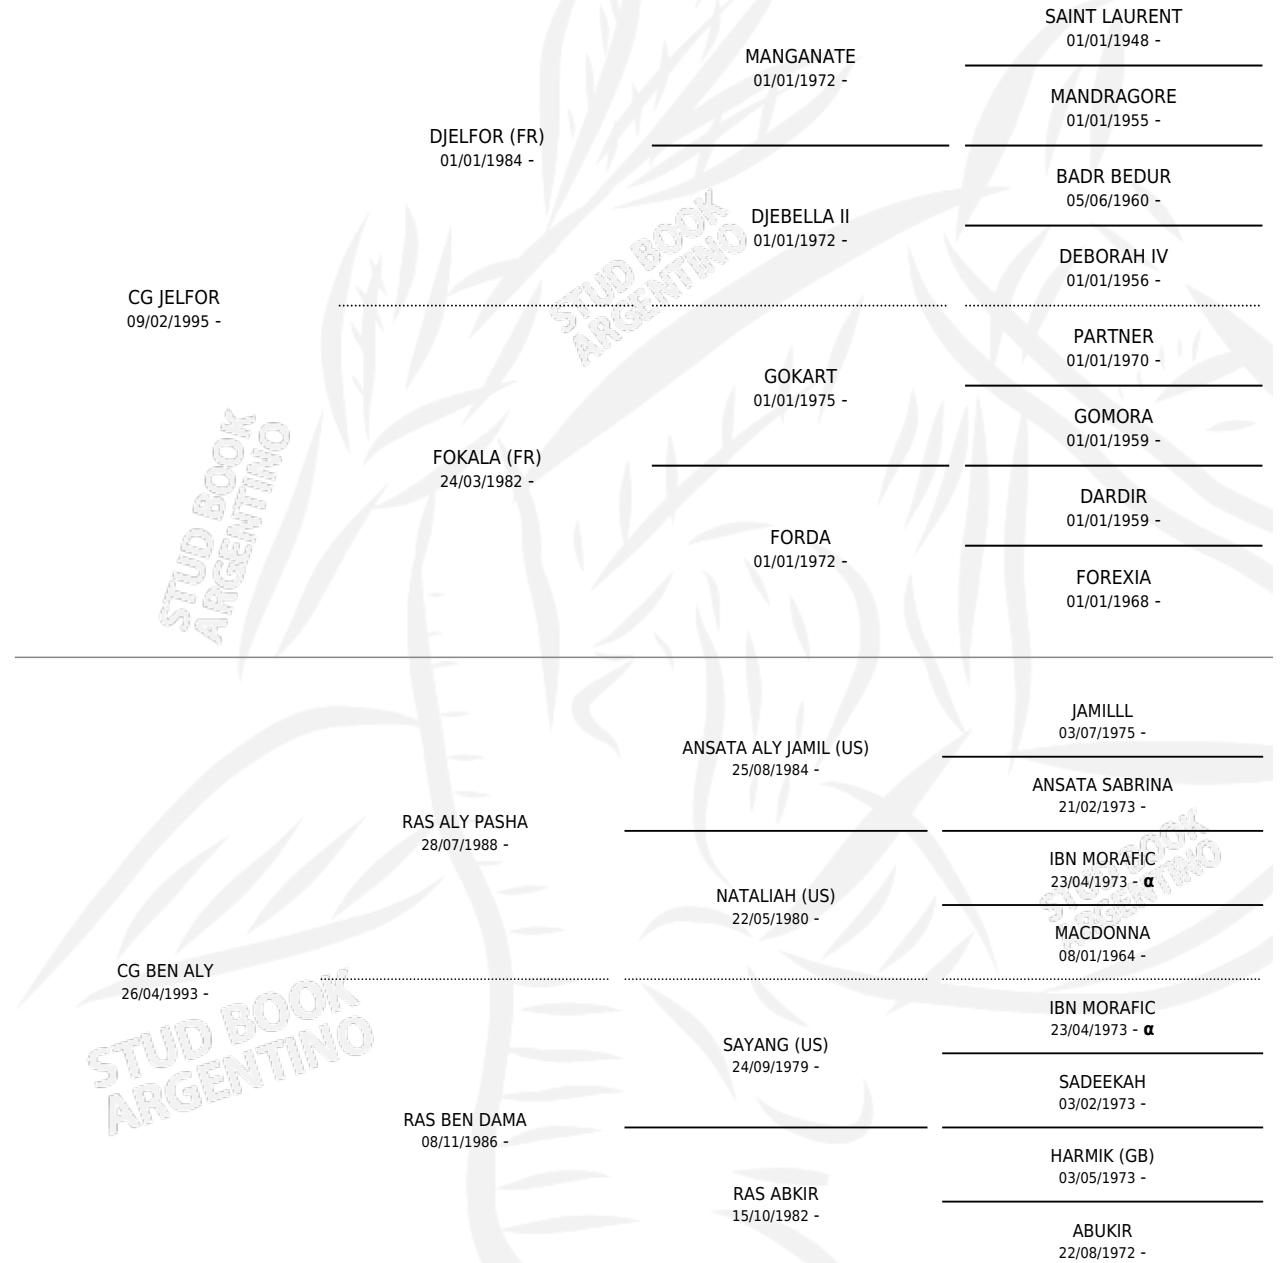 SAINT LAURENT
01/01/1948 -
MANGANATE
01/01/1972 -
MANDRAGORE
01/01/1955 -
DJELFOR (FR)
01/01/1984 -
BADR BEDUR
05/06/1960 -
DJEBELLA II
01/01/1972 -
DEBORAH IV
01/01/1956 -
CG JELFOR
09/02/1995 -
PARTNER
01/01/1970 -
GOKART
01/01/1975 -
GOMORA
01/01/1959 -
FOKALA (FR)
24/03/1982 -
DARDIR
01/01/1959 -
FORDA
01/01/1972 -
FOREXIA
01/01/1968 -
JAMILLL
03/07/1975 -
ANSATA ALY JAMIL (US)
25/08/1984 -
ANSATA SABRINA
21/02/1973 -
RAS ALY PASHA
28/07/1988 -
IBN MORAFIC
23/04/1973 - α
NATALIAH (US)
22/05/1980 -
MACDONNA
08/01/1964 -
CG BEN ALY
26/04/1993 -
IBN MORAFIC
23/04/1973 - α
SAYANG (US)
24/09/1979 -
SADEEKAH
03/02/1973 -
RAS BEN DAMA
08/11/1986 -
HARMIK (GB)
03/05/1973 -
RAS ABKIR
15/10/1982 -
ABUKIR
22/08/1972 -
STUD BOOK
ARGENTINO
STUD BOOK
ARGENTINO
STUD BOOK
ARGENTINO
STUD BOOK
ARGENTINO